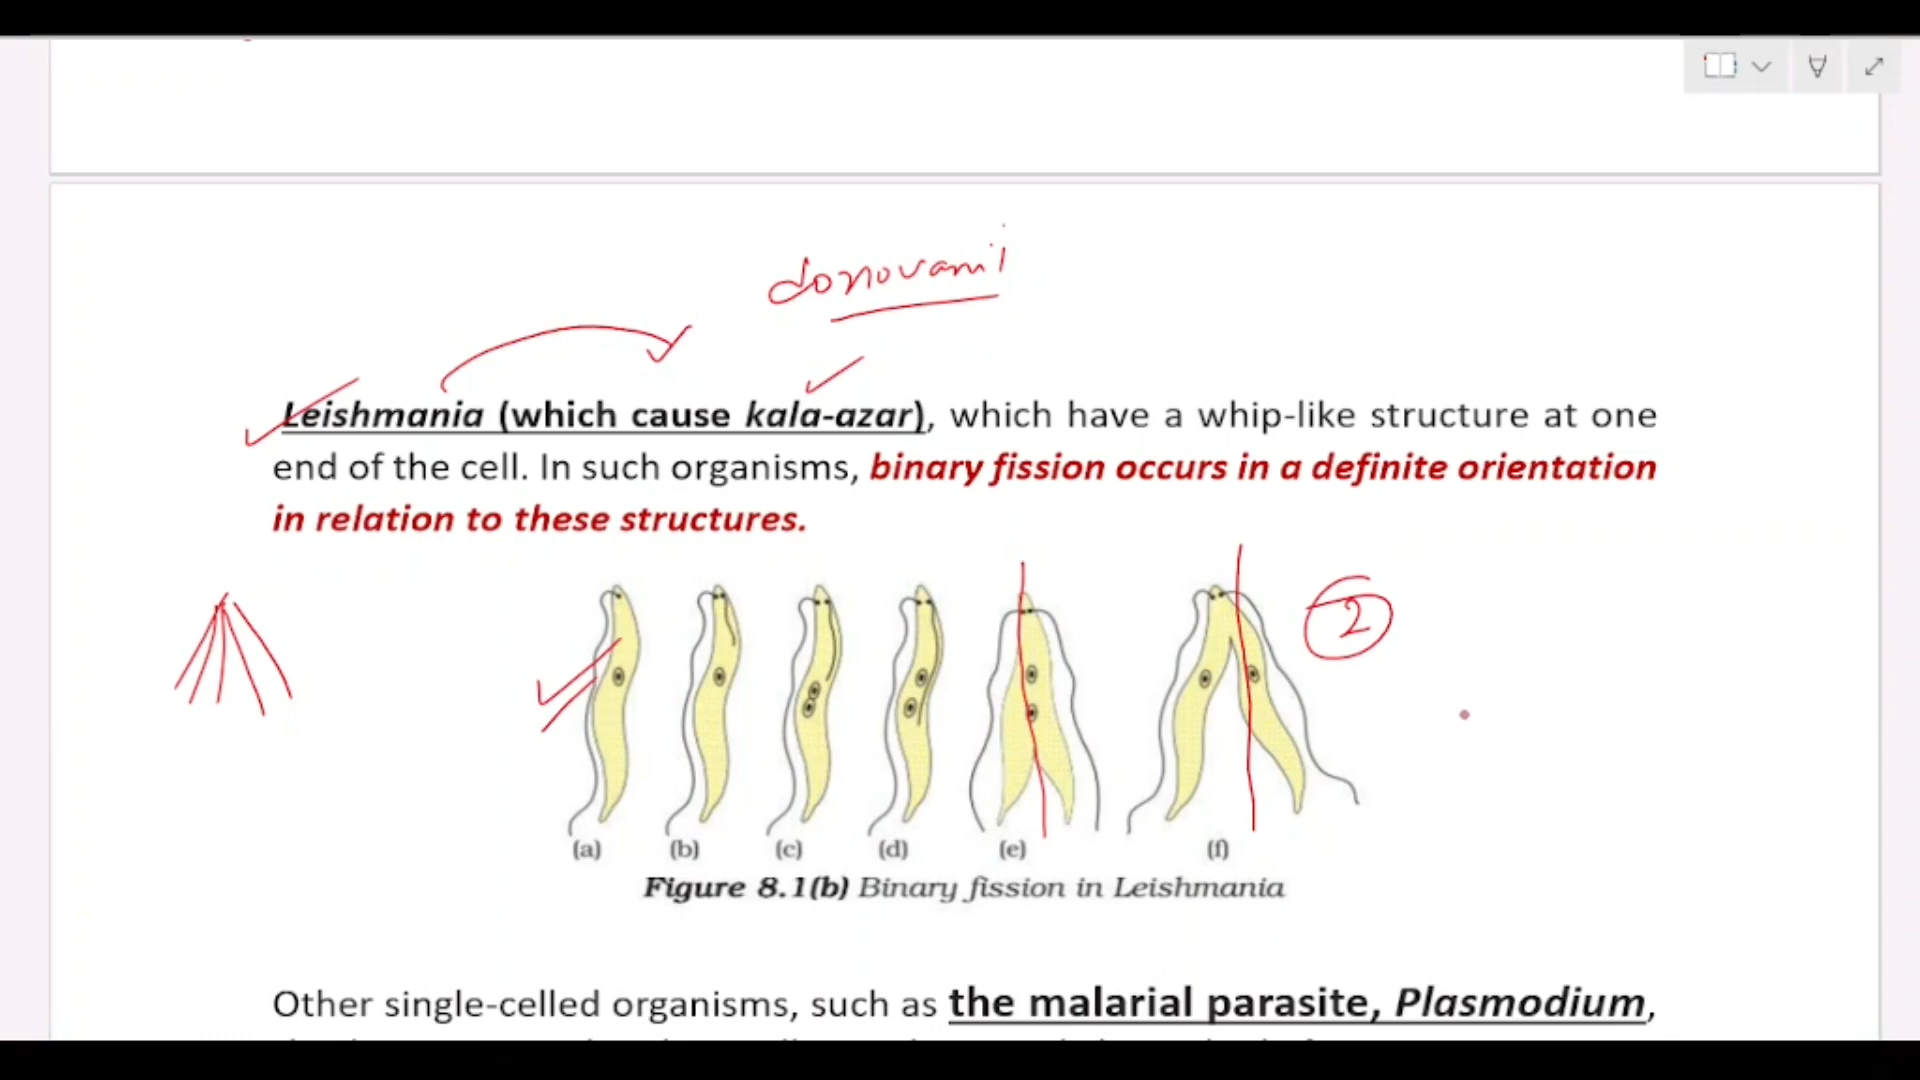 donovani
Leishmania (which cause kala-azar), which have a whip-like structure at one
end of the cell. In such organisms, binary fission occurs in a definite orientation
in relation to these structures.
2
(a) (b) (c) (d) (e) (f)
Figure 8.1(b) Binary fission in Leishmania
Other single-celled organisms, such as the malarial parasite, Plasmodium,